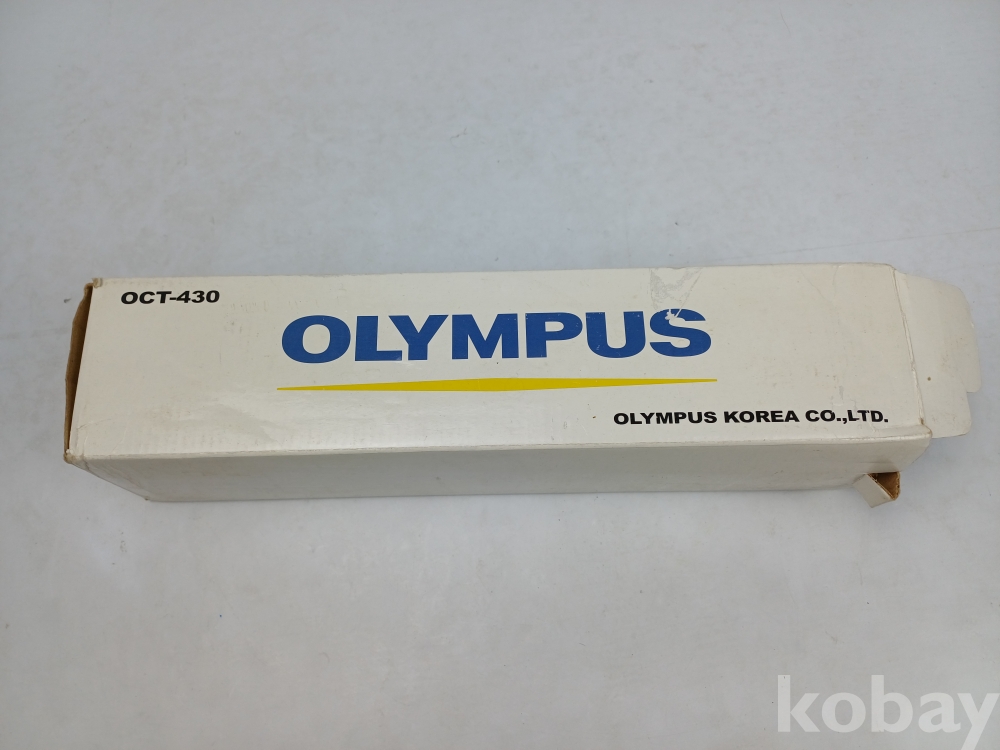 OCT-430
OLYMPUS
OLYMPUS KOREA CO.,LTD.
kobay